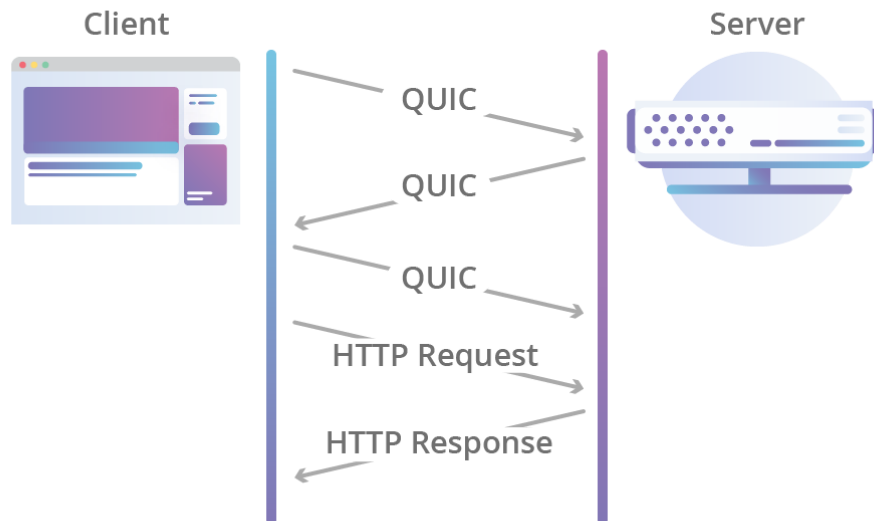 Client
Server
QUIC
QUIC
QUIC
HTTP Request
HTTP Response